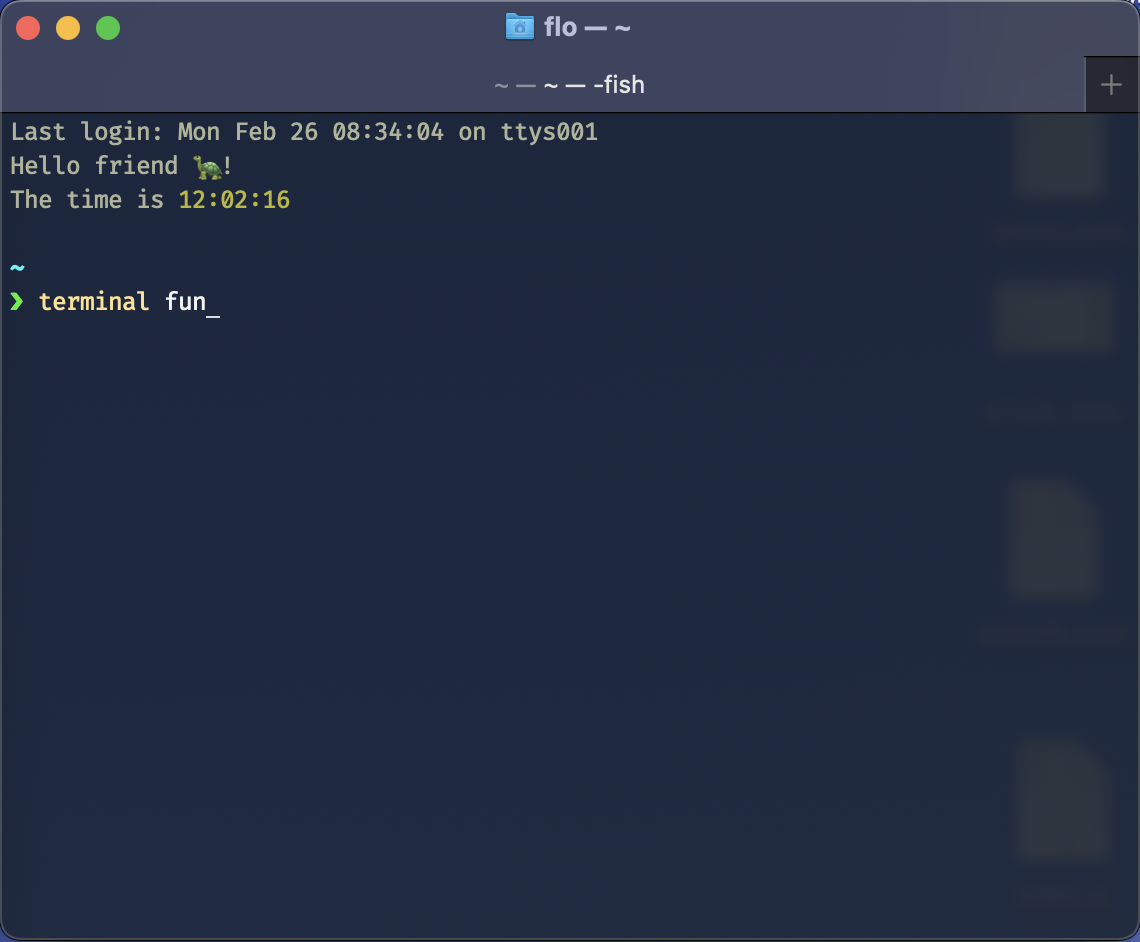 flo — ~
~ — ~ — -fish
Last login: Mon Feb 26 08:34:04 on ttys001
Hello friend 🐢!
The time is 12:02:16
~
❯ terminal fun_